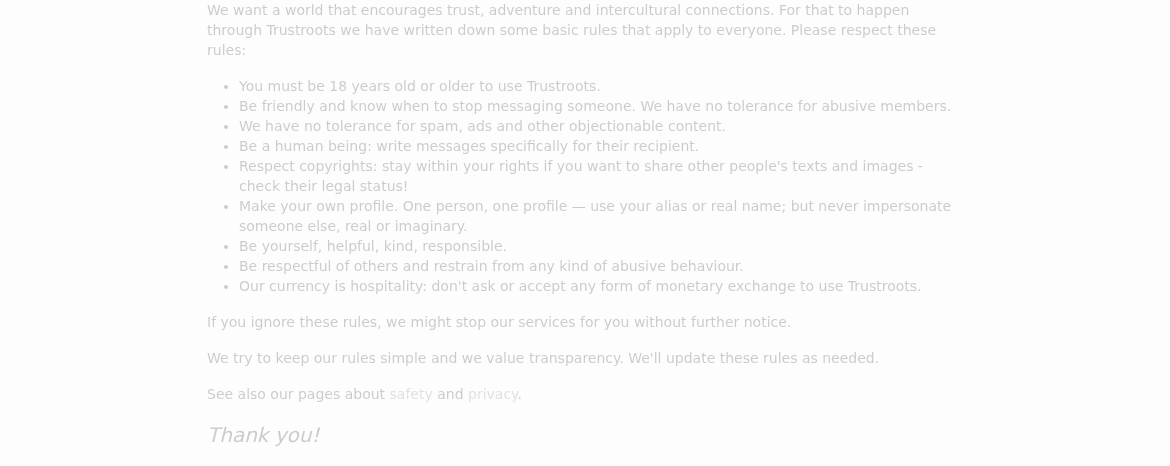 We want a world that encourages trust, adventure and intercultural connections. For that to happen
through Trustroots we have written down some basic rules that apply to everyone. Please respect these
rules:
• You must be 18 years old or older to use Trustroots.
• Be friendly and know when to stop messaging someone. We have no tolerance for abusive members.
• We have no tolerance for spam, ads and other objectionable content.
• Be a human being: write messages specifically for their recipient.
• Respect copyrights: stay within your rights if you want to share other people's texts and images -
check their legal status!
• Make your own profile. One person, one profile — use your alias or real name; but never impersonate
someone else, real or imaginary.
• Be yourself, helpful, kind, responsible.
• Be respectful of others and restrain from any kind of abusive behaviour.
• Our currency is hospitality: don't ask or accept any form of monetary exchange to use Trustroots.
If you ignore these rules, we might stop our services for you without further notice.
We try to keep our rules simple and we value transparency. We'll update these rules as needed.
See also our pages about safety and privacy.
Thank you!